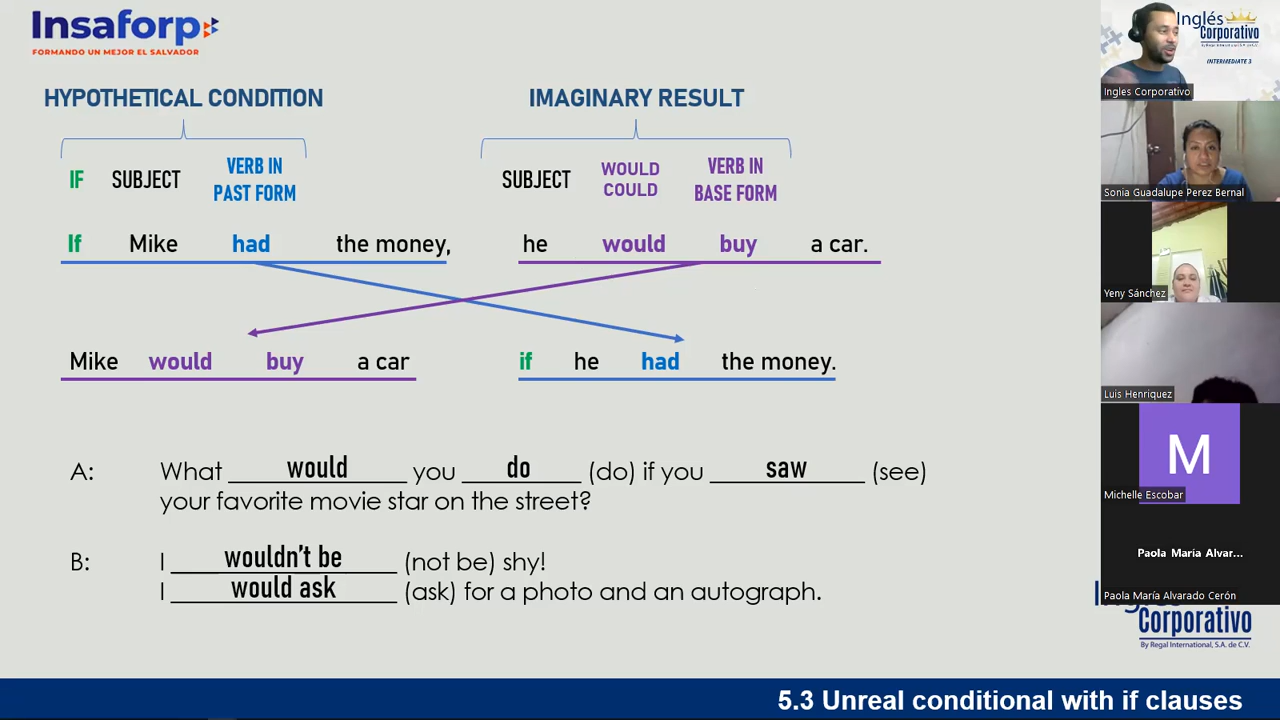 Insaforp
FORMANDO UN MEJOR EL SALVADOR
HYPOTHETICAL CONDITION
IMAGINARY RESULT
IF SUBJECT VERB IN PAST FORM
SUBJECT WOULD COULD VERB IN BASE FORM
If Mike had the money, he would buy a car.
Mike would buy a car if he had the money.
A: What would you do (do) if you saw (see)
your favorite movie star on the street?
B: I wouldn't be (not be) shy!
I would ask (ask) for a photo and an autograph.
5.3 Unreal conditional with if clauses
Inglés
Corporativo
By Regal International, S.A. de C.V.
INTERMEDIATE 3
Ingles Corporativo
Sonia Guadalupe Perez Bernal
Yeny Sánchez
Luis Henriquez
M
Michelle Escobar
Paola María Alvar...
Paola María Alvarado Cerón
Corporativo
By Regal International, S.A. de C.V.